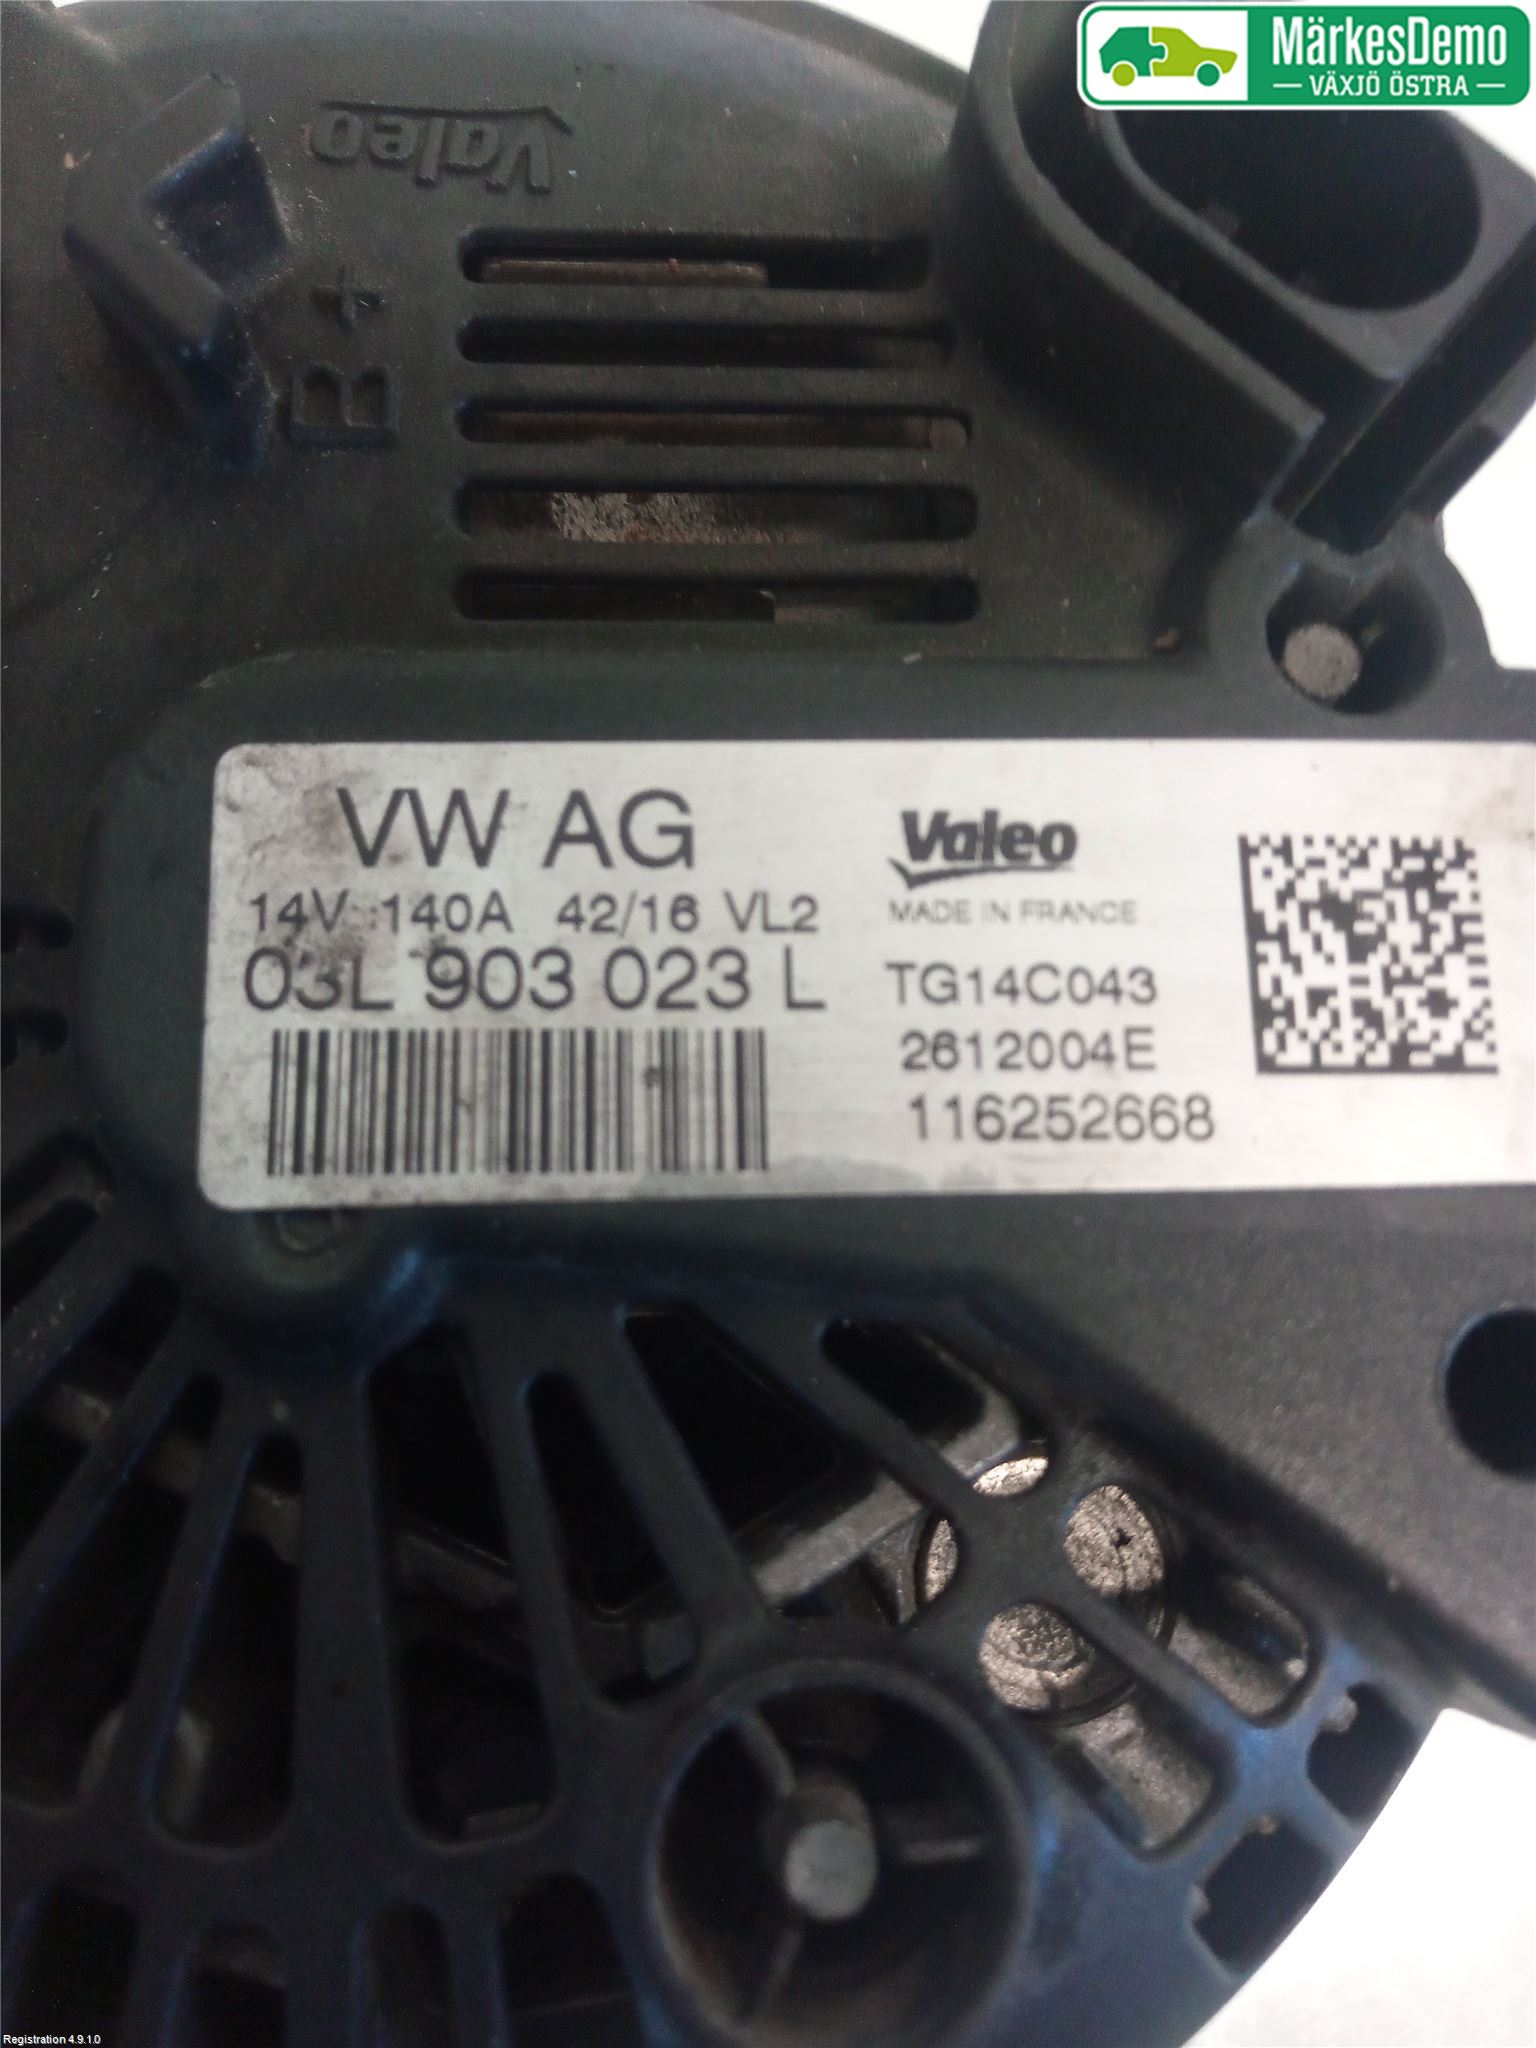 MärkesDemo
VÄXJÖ ÖSTRA
Valeo
B+
VW AG
14V 140A 42/16 VL2
03L 903 023 L
Valeo
MADE IN FRANCE
TG14C043
2612004E
116252668
Registration 4.9.1.0